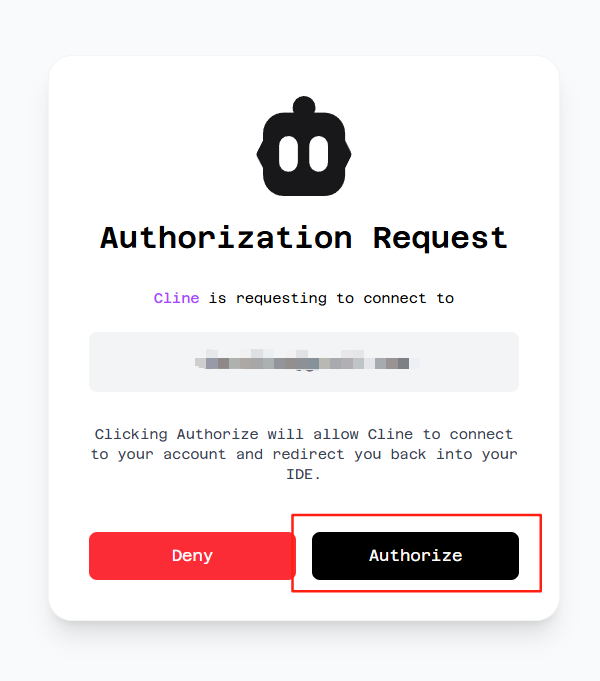 Authorization Request
Cline is requesting to connect to
Clicking Authorize will allow Cline to connect
to your account and redirect you back into your
IDE.
Deny
Authorize